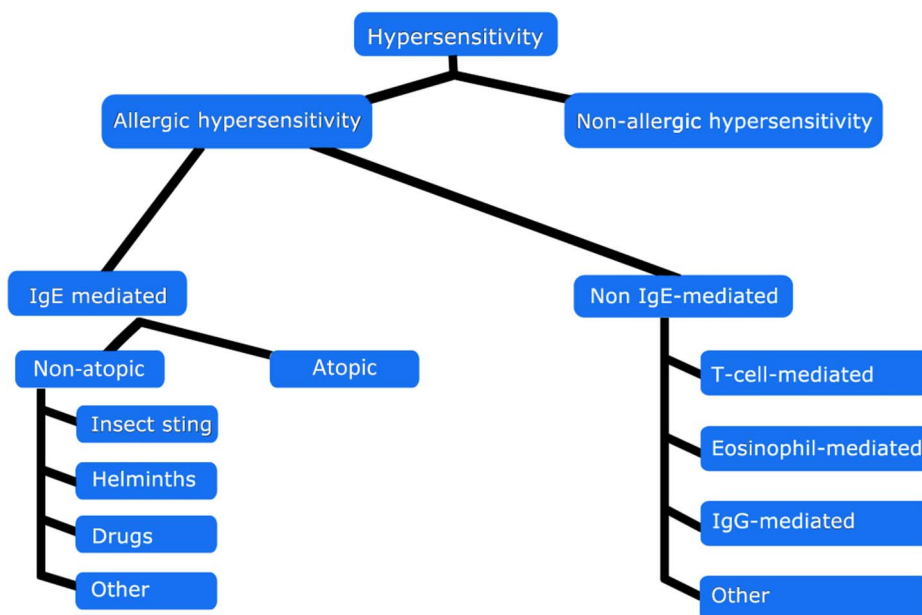 Hypersensitivity
Allergic hypersensitivity
Non-allergic hypersensitivity
IgE mediated
Non IgE-mediated
Non-atopic
Atopic
T-cell-mediated
Insect sting
Eosinophil-mediated
Helminths
IgG-mediated
Drugs
Other
Other